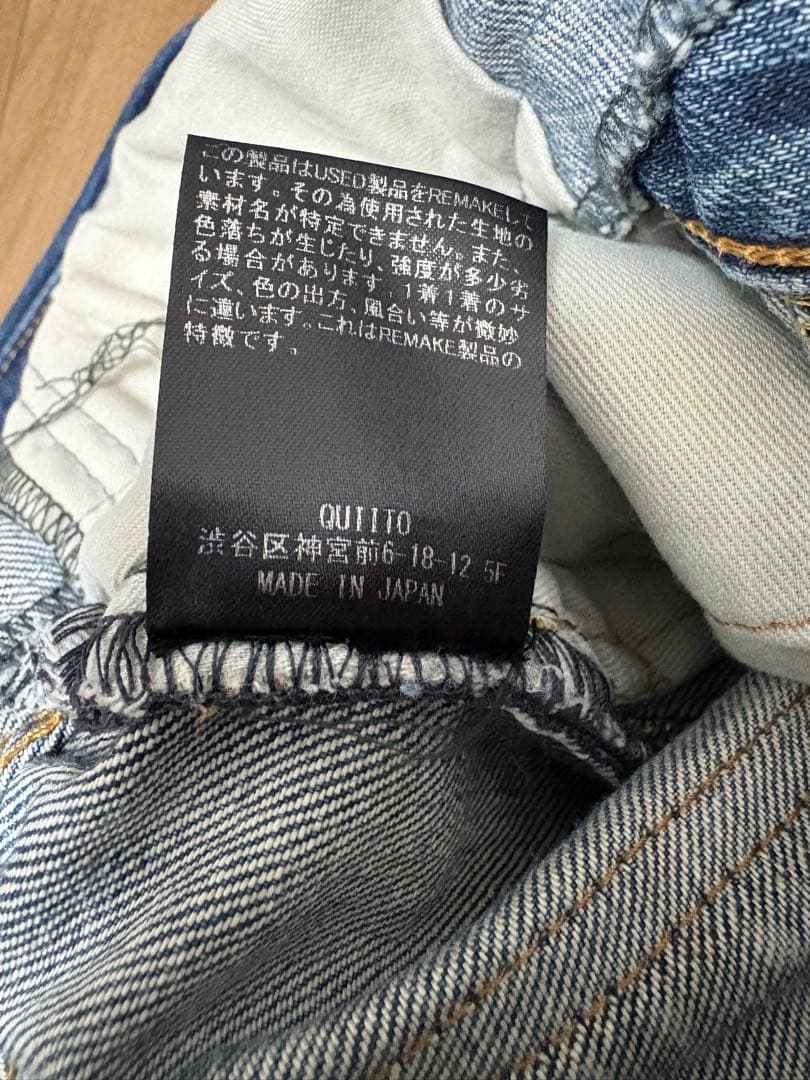 この製品はUSED製品をREMAKEして
います。その為使用された生地の
素材名が特定できません。また、
色落ちが生じたり、強度が多少劣
る場合があります。1着1着のサ
イズ、色の出方、風合い等が微妙
に違います。これはREMAKE製品の
特徴です。
QUIITO
渋谷区神宮前6-18-12 5F
MADE IN JAPAN